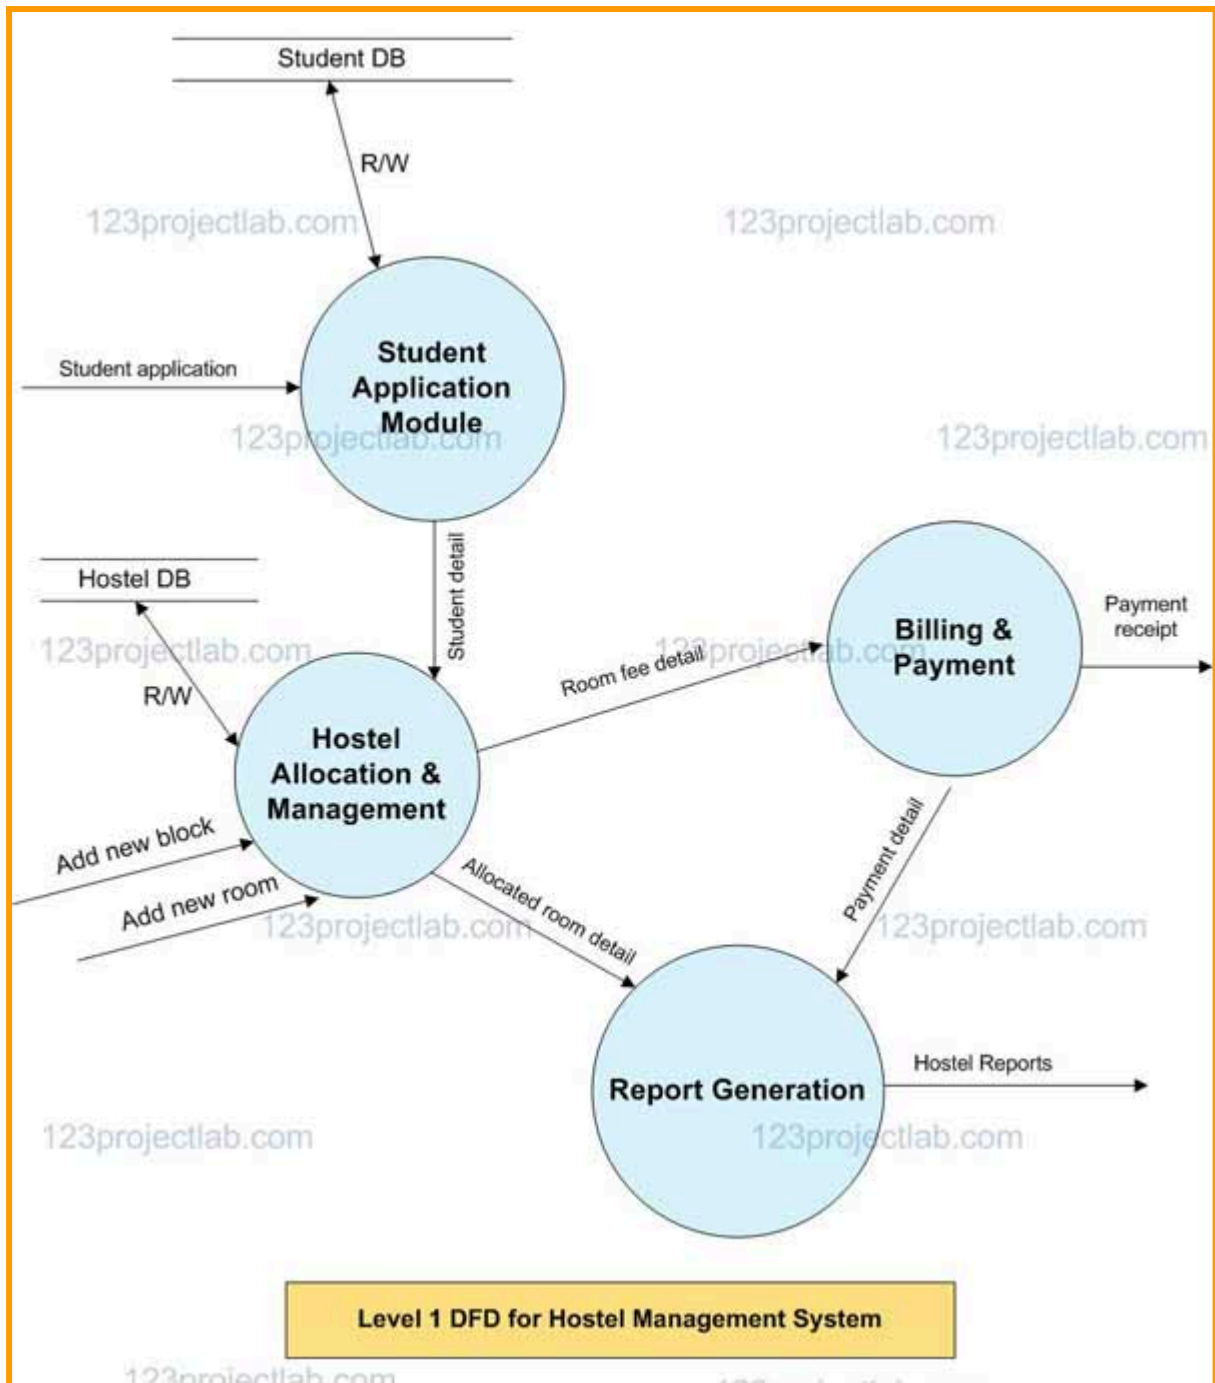 Student DB
R/W
123projectlab.com
123projectlab.com
Student
Application
Module
Student application
123projectlab.com
123projectlab.com
Student detail
Hostel DB
R/W
123projectlab.com
123projectlab.com
Billing &
Payment
Payment
receipt
Room fee detail
Hostel
Allocation &
Management
Add new block
Add new room
Allocated room detail
Payment detail
123projectlab.com
123projectlab.com
Report Generation
Hostel Reports
123projectlab.com
123projectlab.com
Level 1 DFD for Hostel Management System